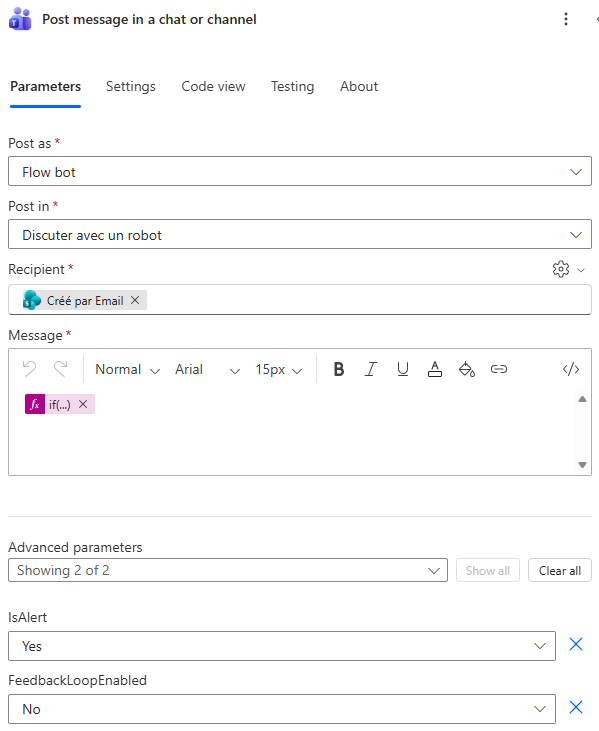 Post message in a chat or channel
Parameters Settings Code view Testing About
Post as *
Flow bot
Post in *
Discuter avec un robot
Recipient *
Créé par Email
Message *
Normal Arial 15px B I U A </>
fx if(...)
Advanced parameters
Showing 2 of 2 Show all Clear all
IsAlert
Yes
FeedbackLoopEnabled
No